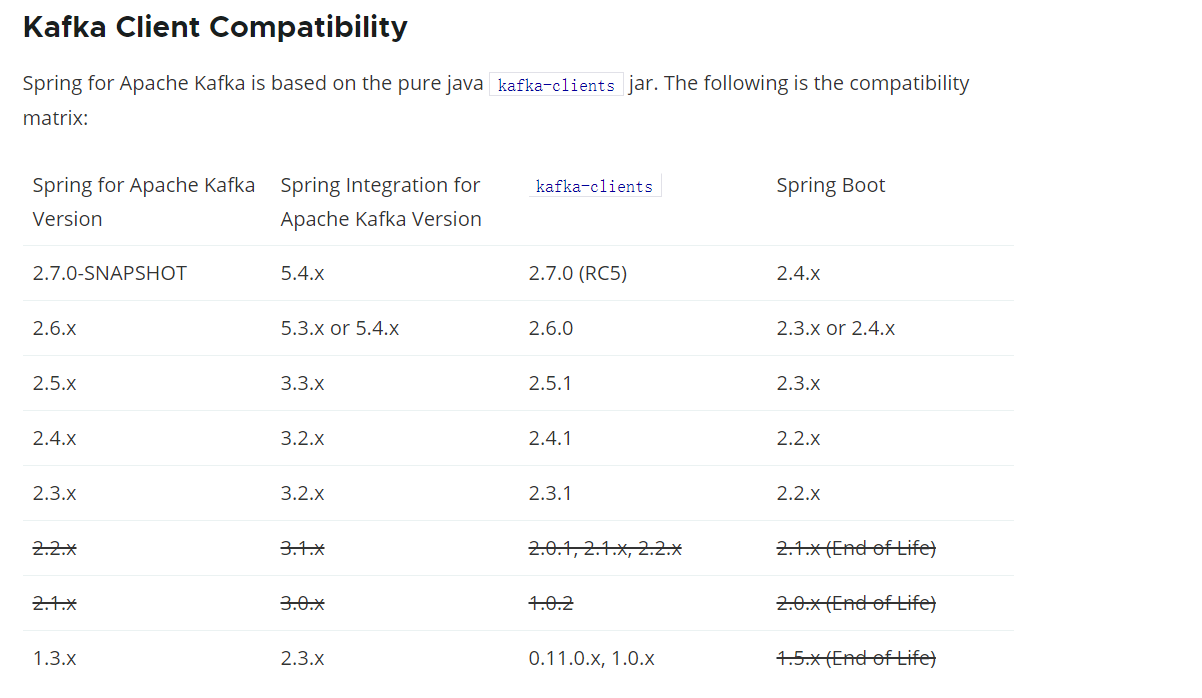 Kafka Client Compatibility
Spring for Apache Kafka is based on the pure java kafka-clients jar. The following is the compatibility
matrix:
Spring for Apache Kafka Version	Spring Integration for Apache Kafka Version	kafka-clients	Spring Boot
2.7.0-SNAPSHOT	5.4.x	2.7.0 (RC5)	2.4.x
2.6.x	5.3.x or 5.4.x	2.6.0	2.3.x or 2.4.x
2.5.x	3.3.x	2.5.1	2.3.x
2.4.x	3.2.x	2.4.1	2.2.x
2.3.x	3.2.x	2.3.1	2.2.x
2.2.x	3.1.x	2.0.1, 2.1.x, 2.2.x	2.1.x (End of Life)
2.1.x	3.0.x	1.0.2	2.0.x (End of Life)
1.3.x	2.3.x	0.11.0.x, 1.0.x	1.5.x (End of Life)